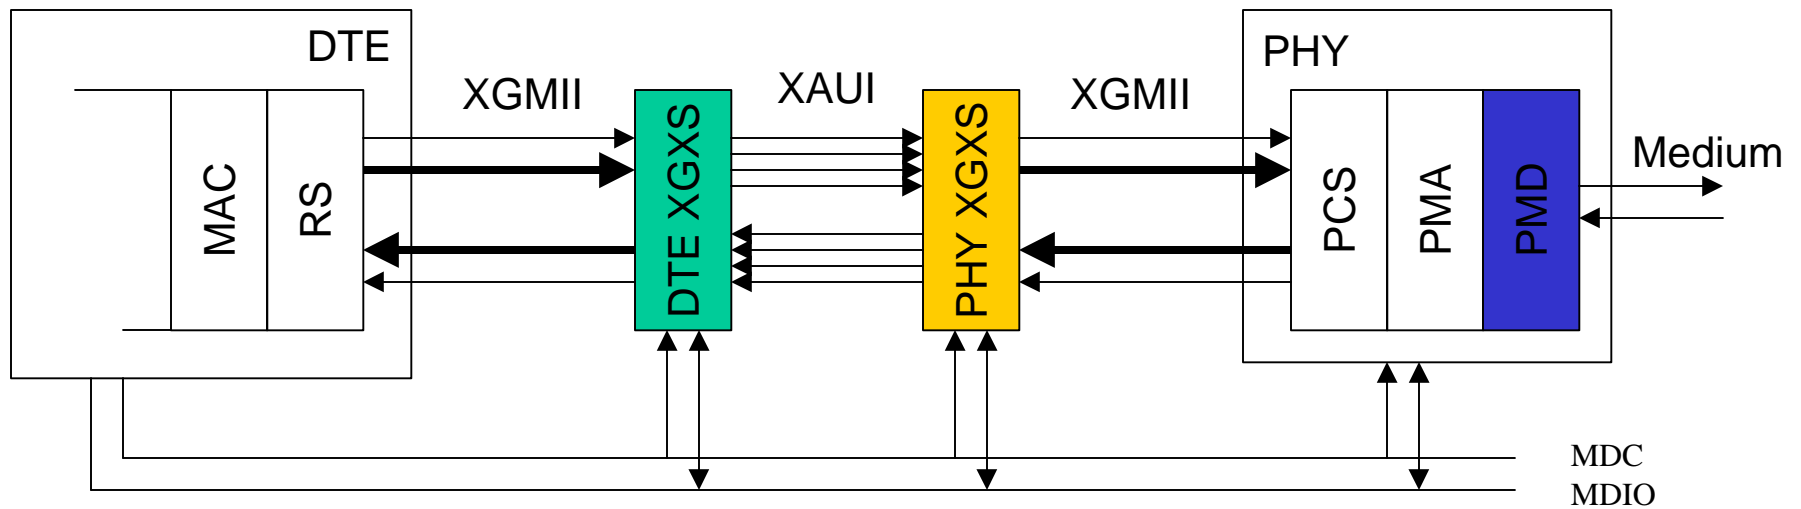 DTE
PHY
XGMII
XAUI
XGMII
MAC
RS
DTE XGXS
PHY XGXS
PCS
PMA
PMD
Medium
MDC
MDIO